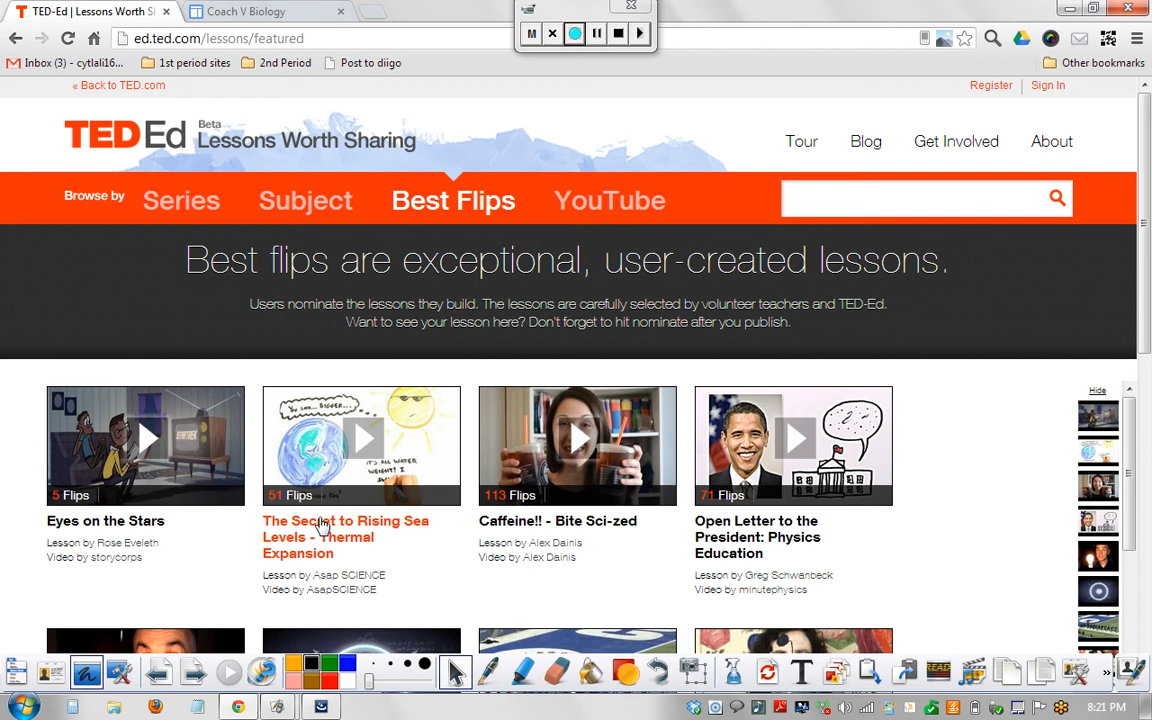 TED-Ed | Lessons Worth Sh
Coach V Biology
M
ed.ted.com/lessons/featured
Inbox (3) - cytlali16...
1st period sites
2nd Period
Post to diigo
Other bookmarks
« Back to TED.com
Register
Sign In
TED Ed
Beta
Lessons Worth Sharing
Tour
Blog
Get Involved
About
Browse by
Series
Subject
Best Flips
YouTube
Best flips are exceptional, user-created lessons.
Users nominate the lessons they build. The lessons are carefully selected by volunteer teachers and TED-Ed.
Want to see your lesson here? Don't forget to hit nominate after you publish.
Hide
YOU LOOK... BIGGER...
IT'S ALL WATER
WEIGHT! I
5 Flips
51 Flips
113 Flips
71 Flips
Eyes on the Stars
Lesson by Rose Eveleth
Video by storycorps
The Secret to Rising Sea
Levels - Thermal
Expansion
Lesson by Asap SCIENCE
Video by AsapSCIENCE
Caffeine!! - Bite Sci-zed
Lesson by Alex Dainis
Video by Alex Dainis
Open Letter to the
President: Physics
Education
Lesson by Greg Schwanbeck
Video by minutephysics
T
READ
8:21 PM